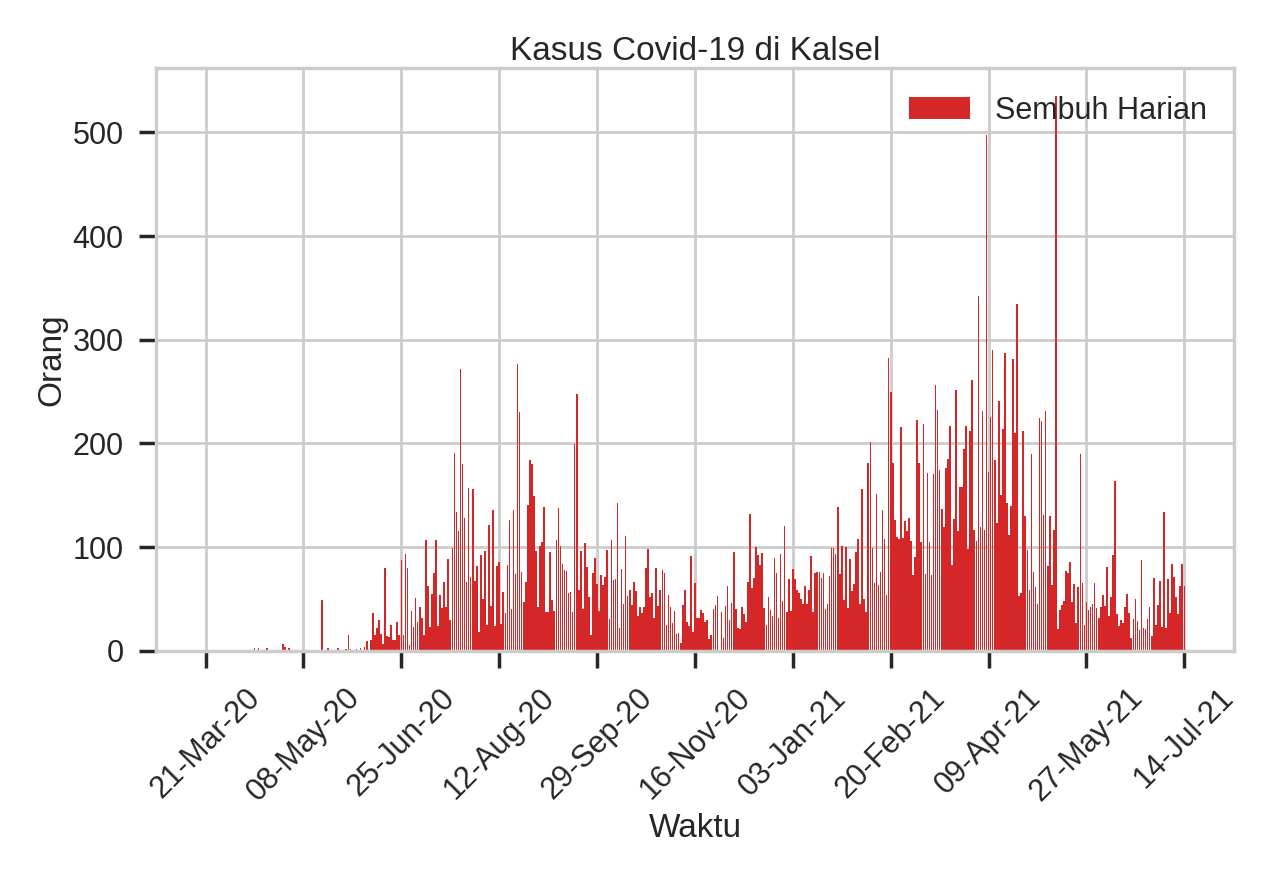 Kasus Covid-19 di Kalsel
Sembuh Harian
Orang
500
400
300
200
100
0
21-Mar-20
08-May-20
25-Jun-20
12-Aug-20
29-Sep-20
16-Nov-20
03-Jan-21
20-Feb-21
09-Apr-21
27-May-21
14-Jul-21
Waktu